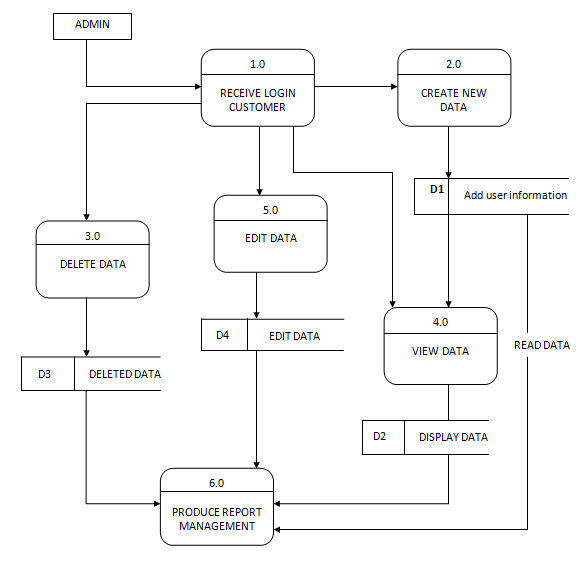 ADMIN
1.0
RECEIVE LOGIN
CUSTOMER
2.0
CREATE NEW
DATA
D1 Add user information
5.0
EDIT DATA
3.0
DELETE DATA
4.0
VIEW DATA
D4 EDIT DATA
READ DATA
D3 DELETED DATA
D2 DISPLAY DATA
6.0
PRODUCE REPORT
MANAGEMENT